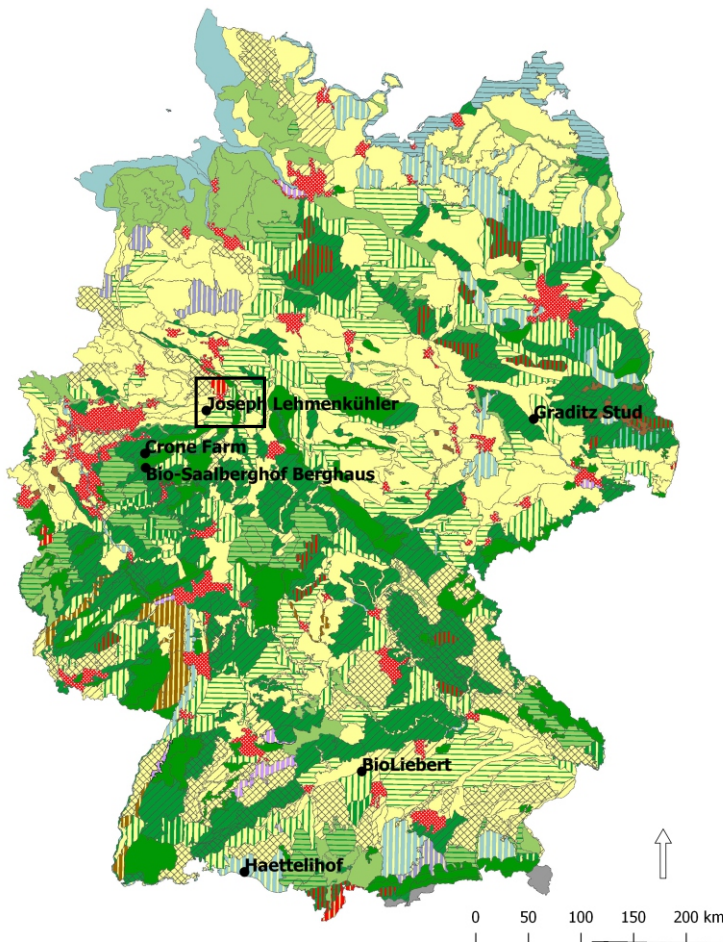 Joseph Lehmenkühler
Graditz Stud
Crone Farm
Bio-Saalberghof Berghaus
BioLiebert
Haettelihof
0 50 100 150 200 km